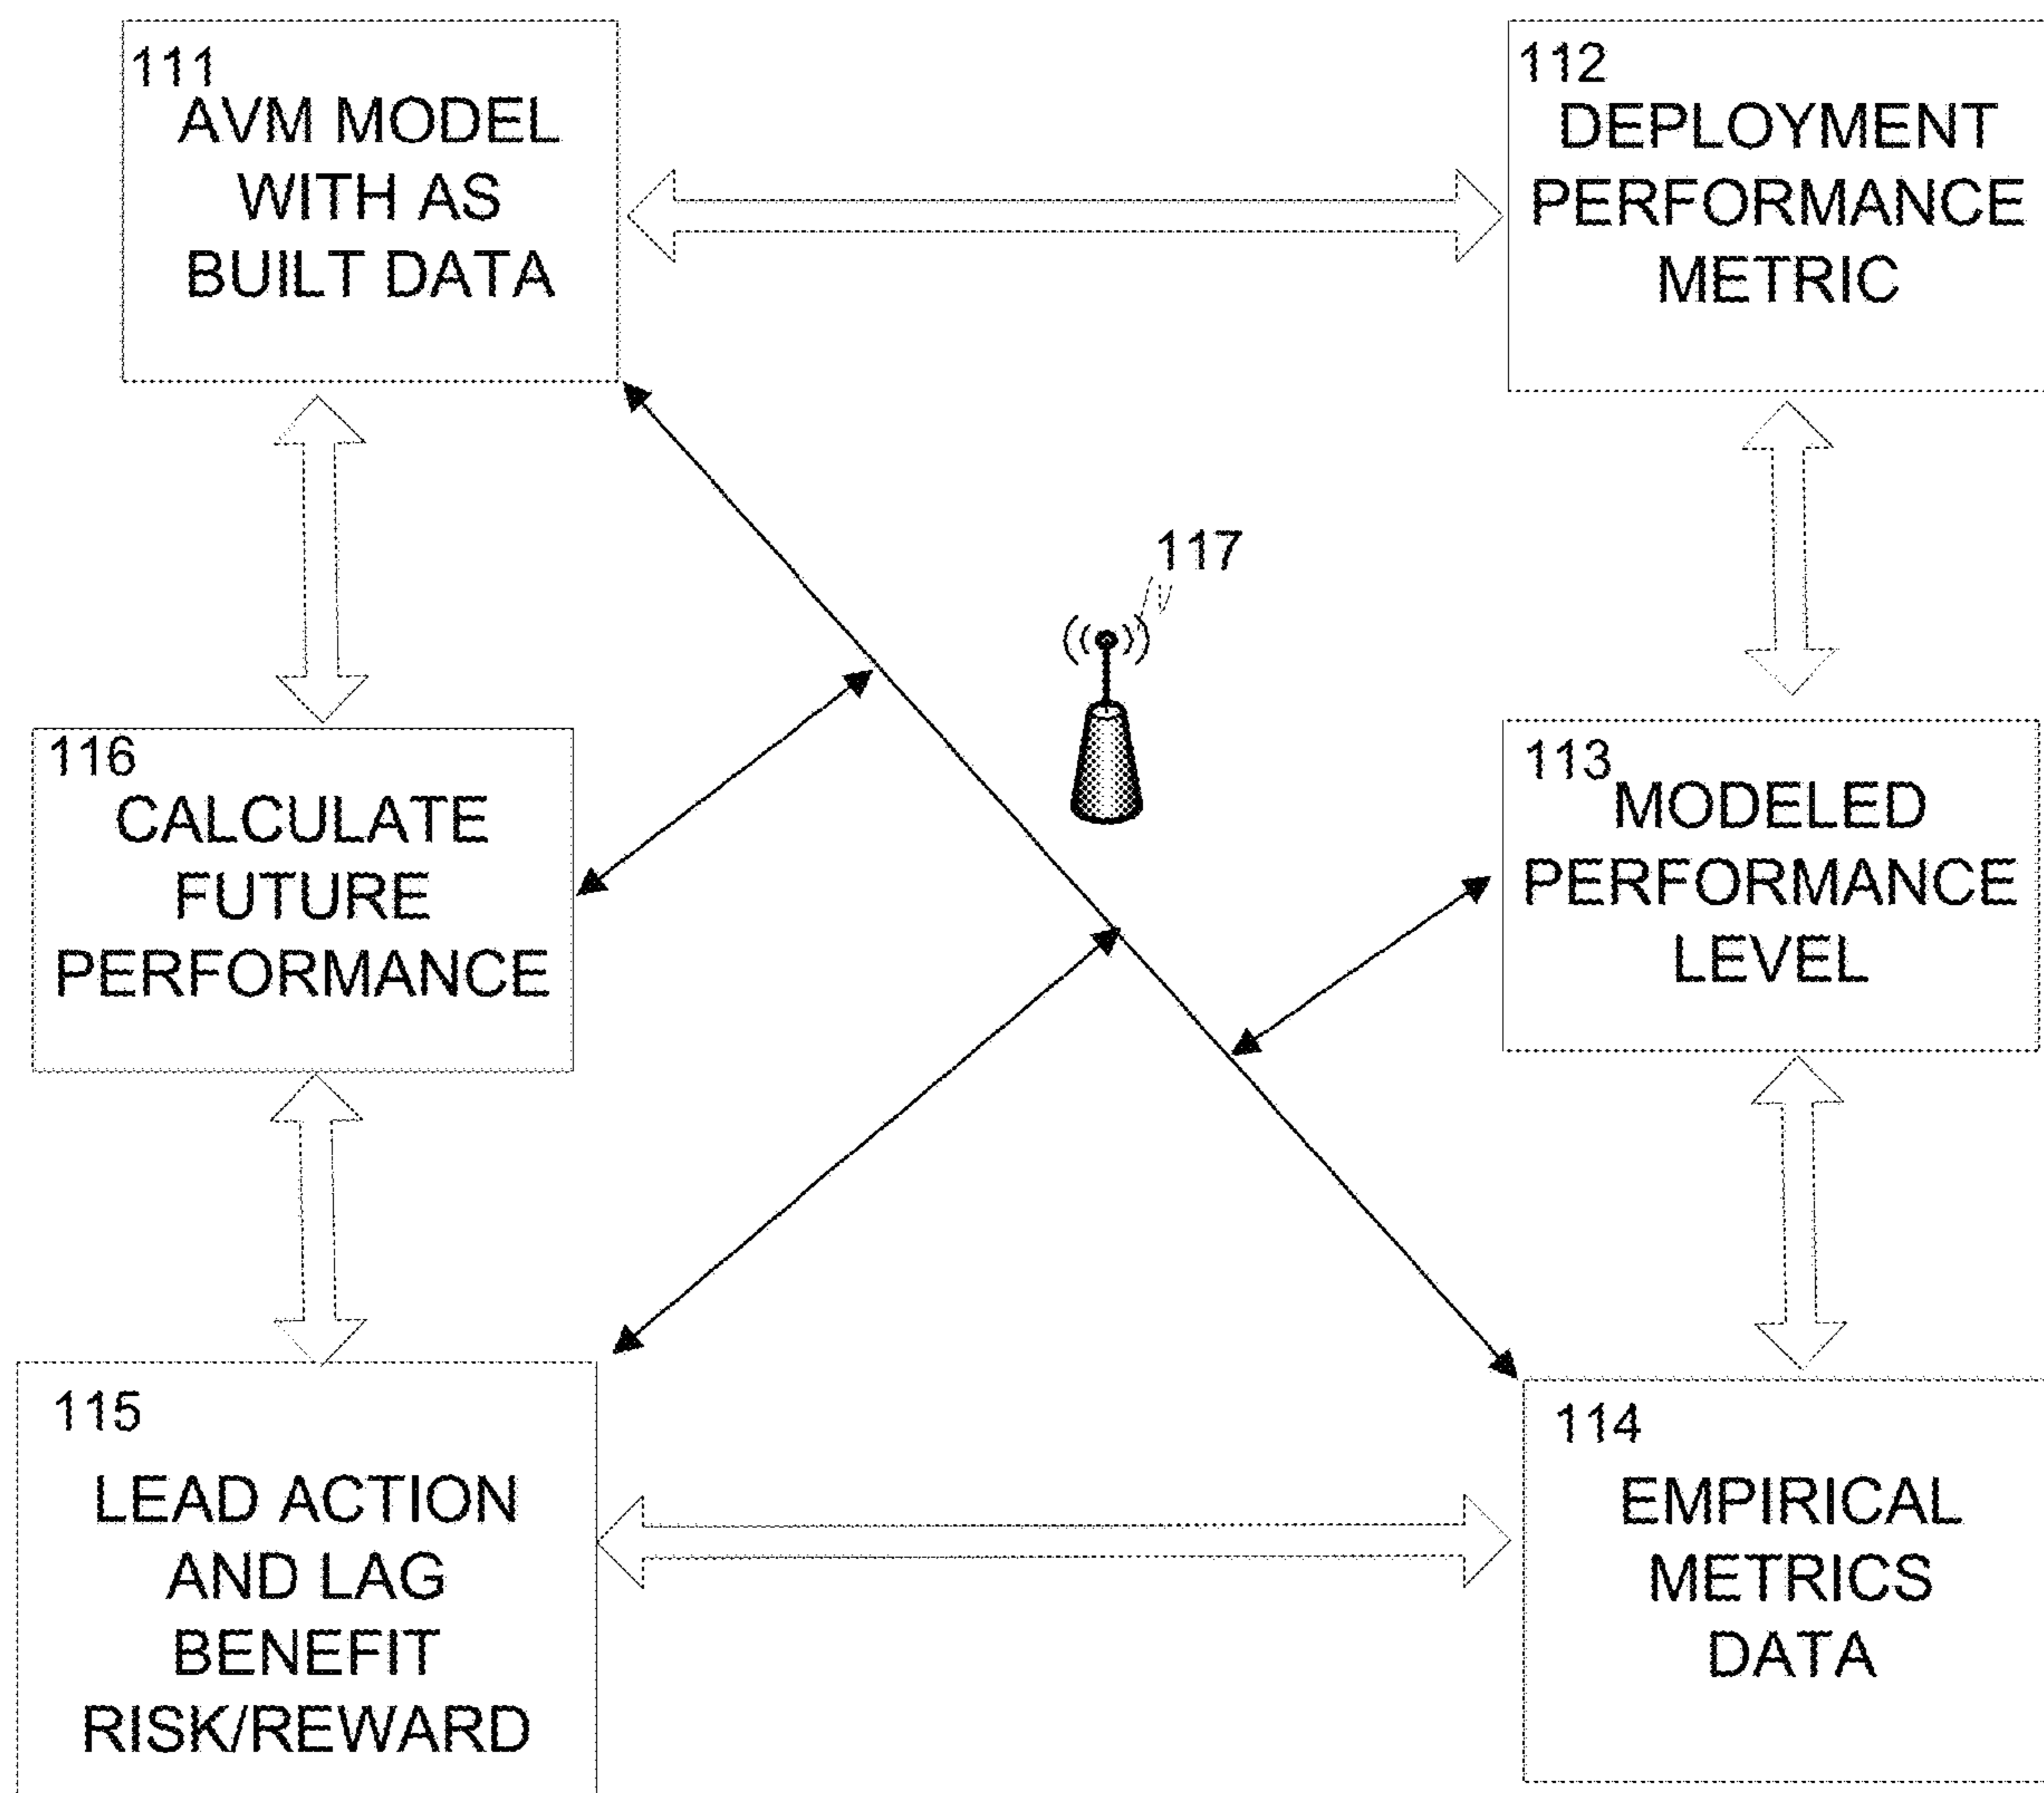 111
AVM MODEL
WITH AS
BUILT DATA
112
DEPLOYMENT
PERFORMANCE
METRIC
117
116
CALCULATE
FUTURE
PERFORMANCE
113
MODELED
PERFORMANCE
LEVEL
115
LEAD ACTION
AND LAG
BENEFIT
RISK/REWARD
114
EMPIRICAL
METRICS
DATA